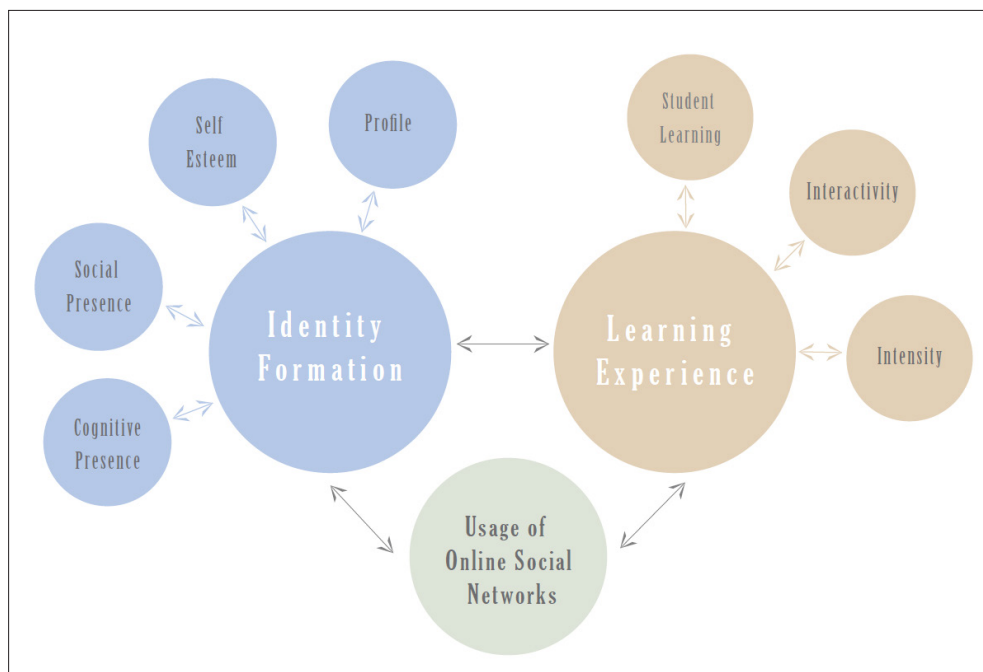 Self
Esteem
Profile
Social
Presence
Cognitive
Presence
Identity
Formation
Student
Learning
Interactivity
Intensity
Learning
Experience
Usage of
Online Social
Networks